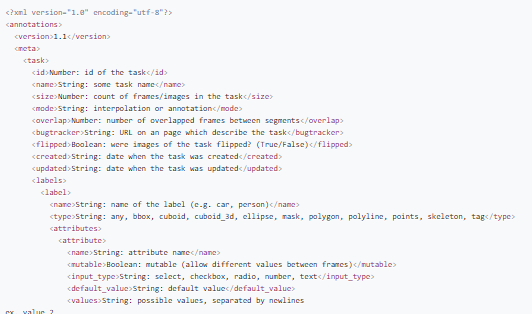 <?xml version="1.0" encoding="utf-8"?>
<annotations>
<version>1.1</version>
<meta>
<task>
<id>Number: id of the task</id>
<name>String: some task name</name>
<size>Number: count of frames/images in the task</size>
<mode>String: interpolation or annotation</mode>
<overlap>Number: number of overlapped frames between segments</overlap>
<bugtracker>String: URL on an page which describe the task</bugtracker>
<flipped>Boolean: were images of the task flipped? (True/False)</flipped>
<created>String: date when the task was created</created>
<updated>String: date when the task was updated</updated>
<labels>
<label>
<name>String: name of the label (e.g. car, person)</name>
<type>String: any, bbox, cuboid, cuboid_3d, ellipse, mask, polygon, polyline, points, skeleton, tag</type>
<attributes>
<attribute>
<name>String: attribute name</name>
<mutable>Boolean: mutable (allow different values between frames)</mutable>
<input_type>String: select, checkbox, radio, number, text</input_type>
<default_value>String: default value</default_value>
<values>String: possible values, separated by newlines
ex. value 2